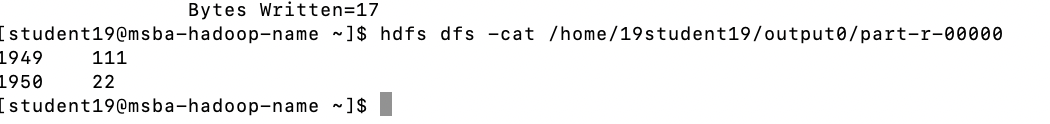 Bytes Written=17
[student19@msba-hadoop-name ~]$ hdfs dfs -cat /home/19student19/output0/part-r-00000
1949 111
1950 22
[student19@msba-hadoop-name ~]$